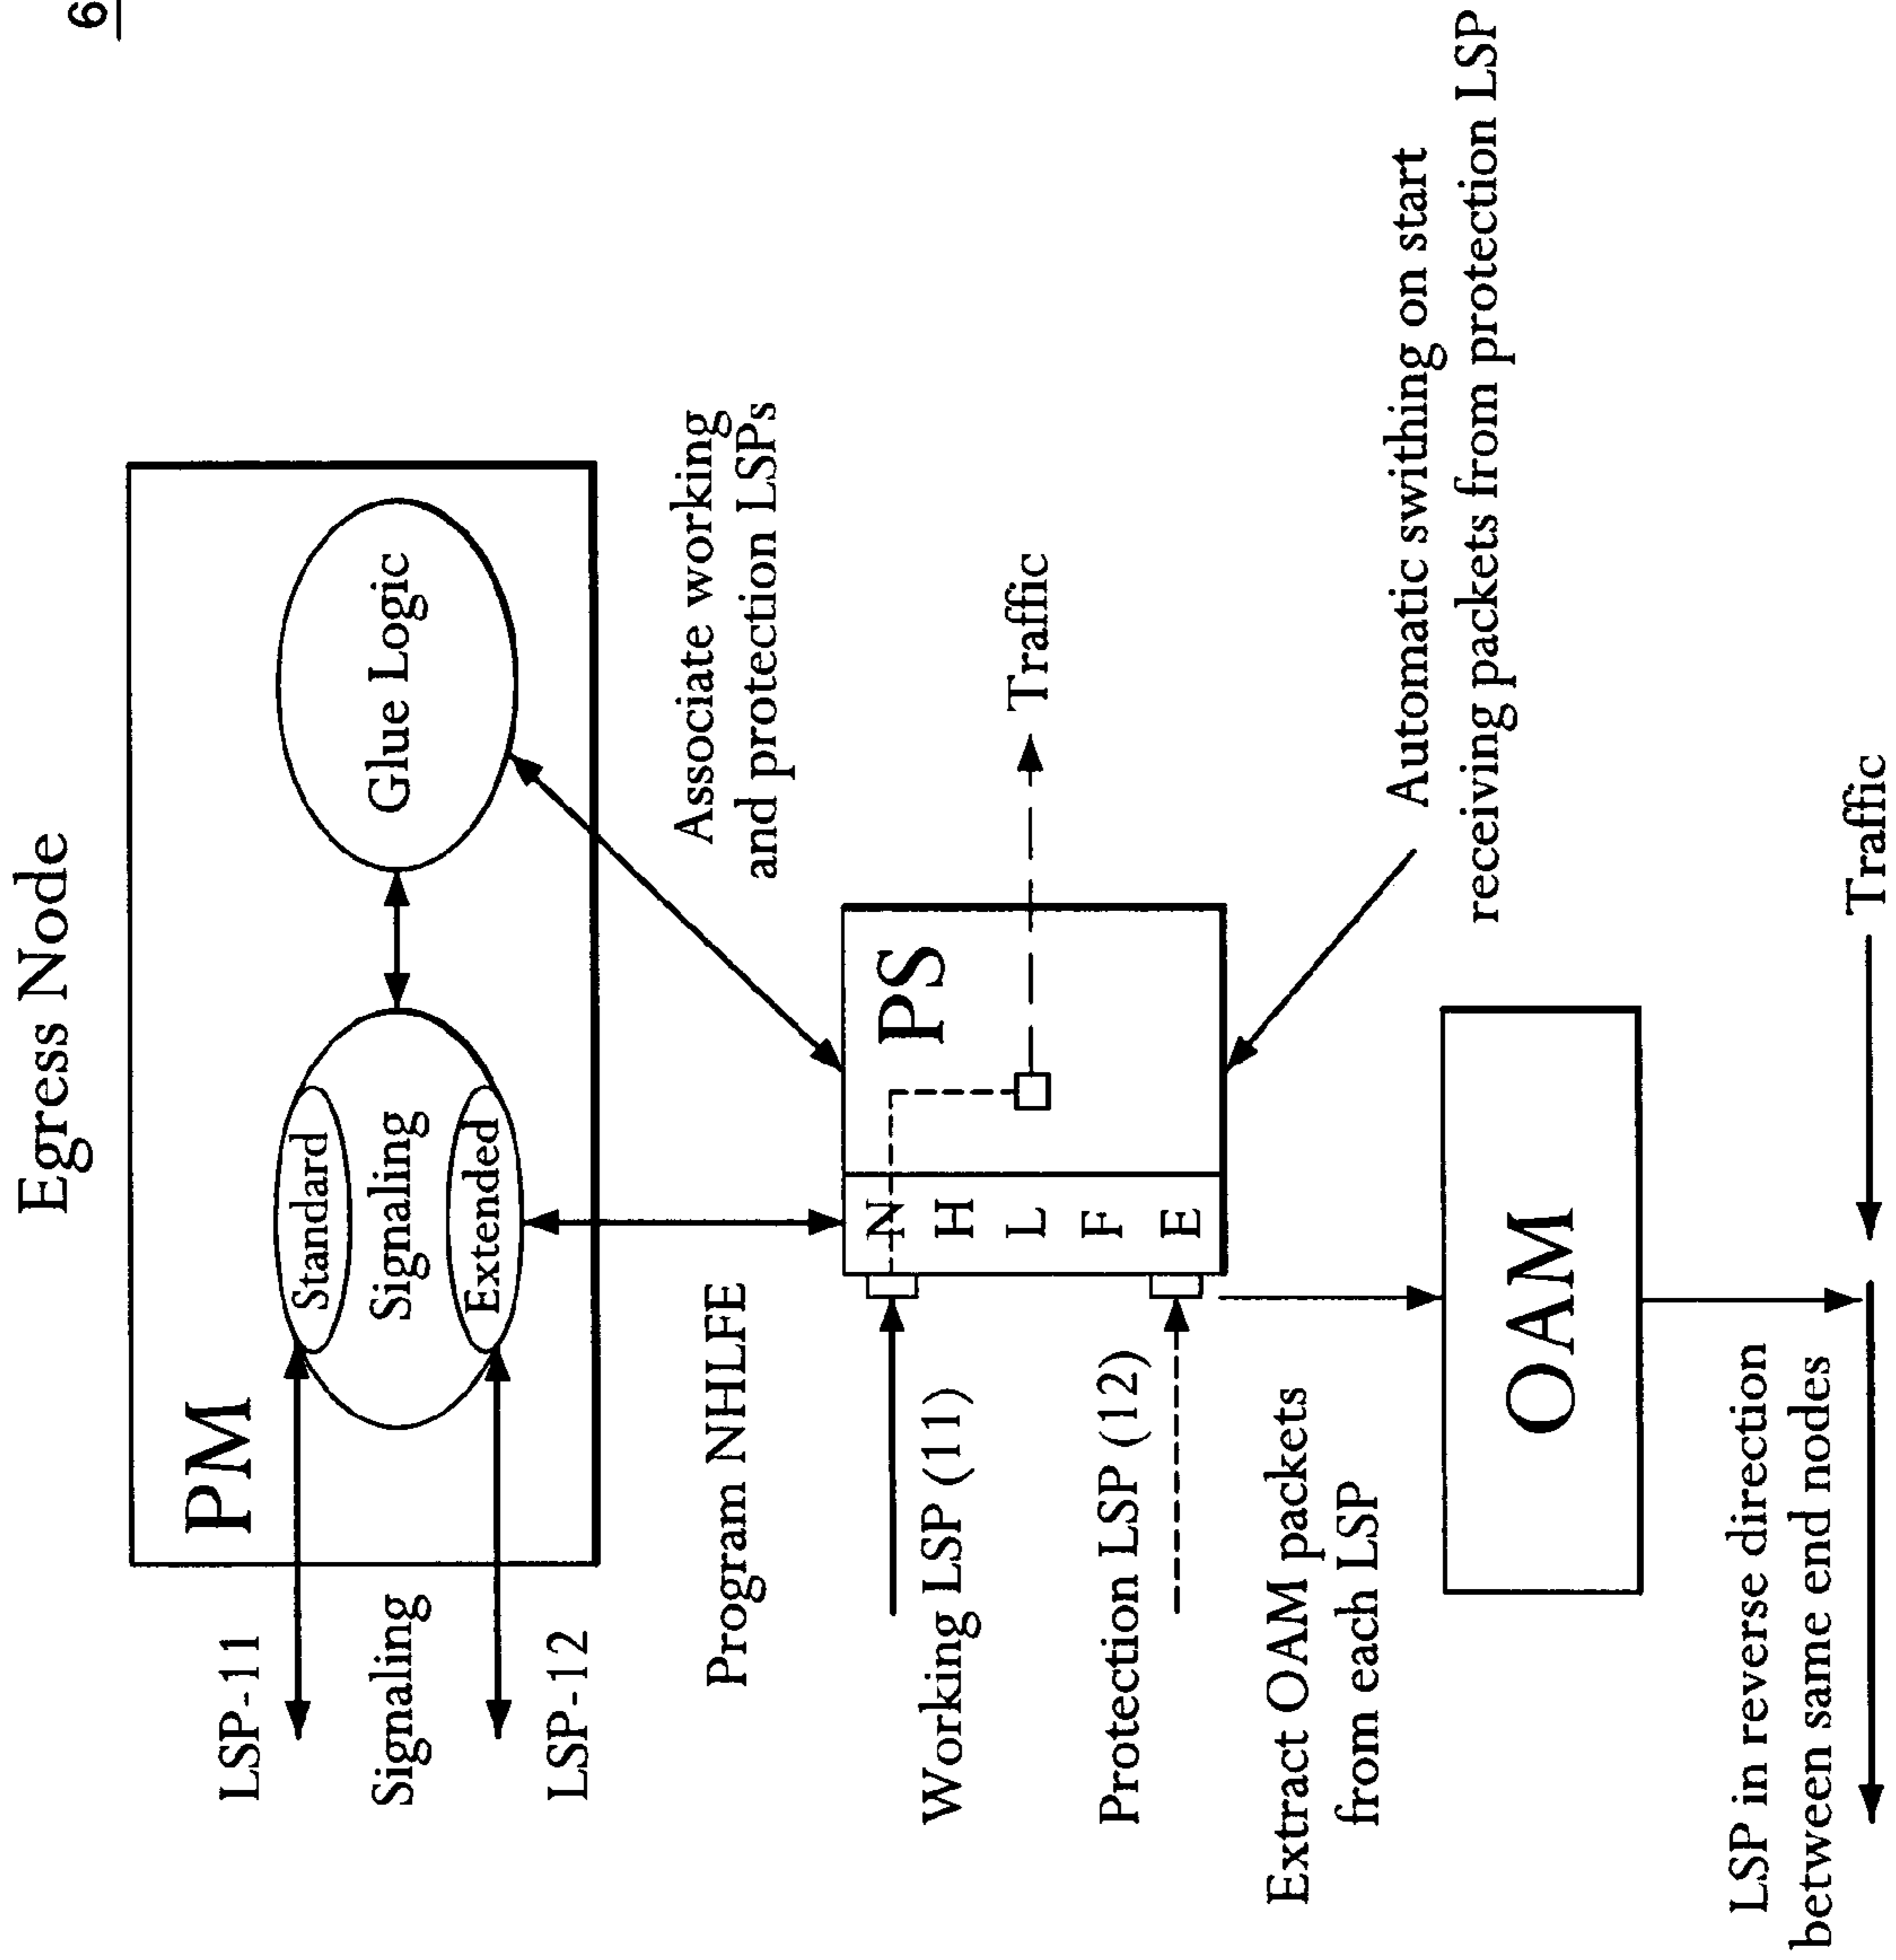 6
Egress Node
PM
Standard
Signaling
Extended
Glue Logic
LSP-11
Signaling
LSP-12
Program NHLFE
Associate working
and protection LSPs
N
H
L
F
E
PS
Traffic
Working LSP (11)
Protection LSP (12)
Extract OAM packets
from each LSP
Automatic swithing on start
receiving packets from protection LSP
OAM
LSP in reverse direction
between same end nodes
Traffic